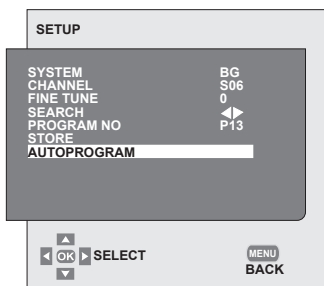 SETUP
SYSTEM BG
CHANNEL S06
FINE TUNE 0
SEARCH
PROGRAM NO P13
STORE
AUTOPROGRAM
OK SELECT
MENU
BACK